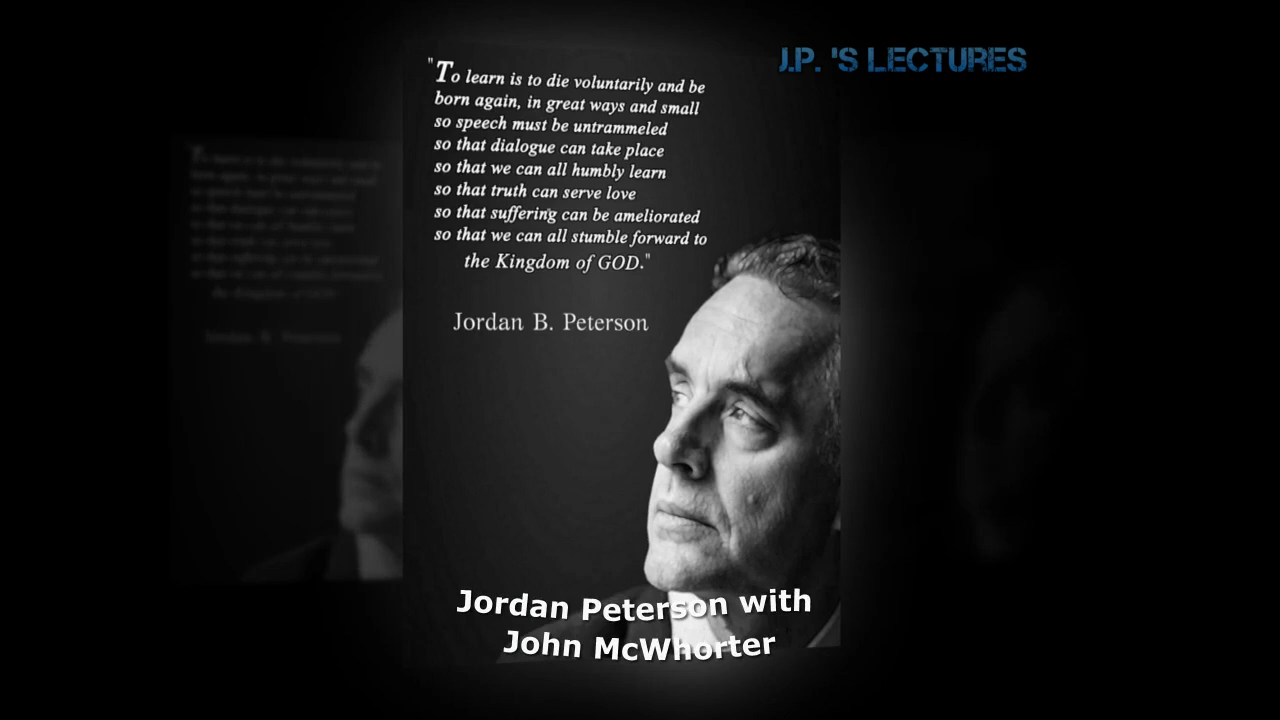 J.P. 'S LECTURES
"To learn is to die voluntarily and be
born again, in great ways and small
so speech must be untrammeled
so that dialogue can take place
so that we can all humbly learn
so that truth can serve love
so that suffering can be ameliorated
so that we can all stumble forward to
the Kingdom of GOD."
Jordan B. Peterson
Jordan Peterson with
John McWhorter